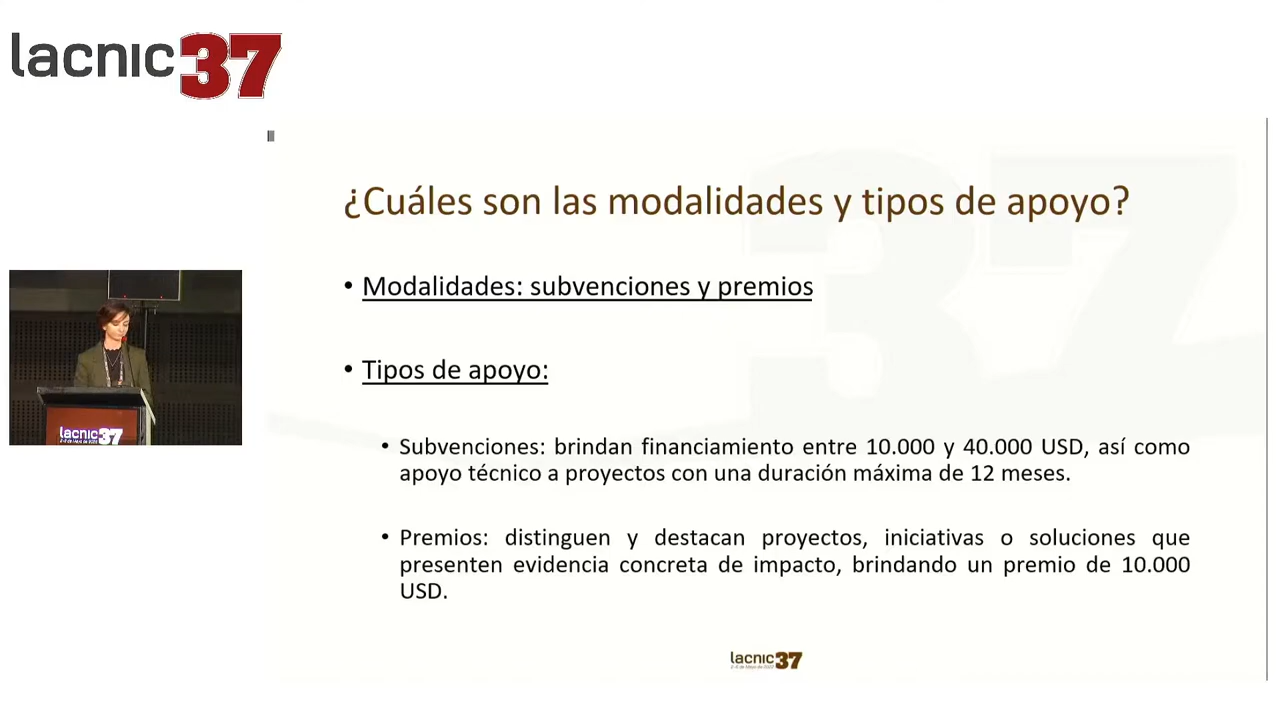 lacnic 37
¿Cuáles son las modalidades y tipos de apoyo?
• Modalidades: subvenciones y premios
• Tipos de apoyo:
• Subvenciones: brindan financiamiento entre 10.000 y 40.000 USD, así como
apoyo técnico a proyectos con una duración máxima de 12 meses.
• Premios: distinguen y destacan proyectos, iniciativas o soluciones que
presenten evidencia concreta de impacto, brindando un premio de 10.000
USD.
lacnic37
lacnic37